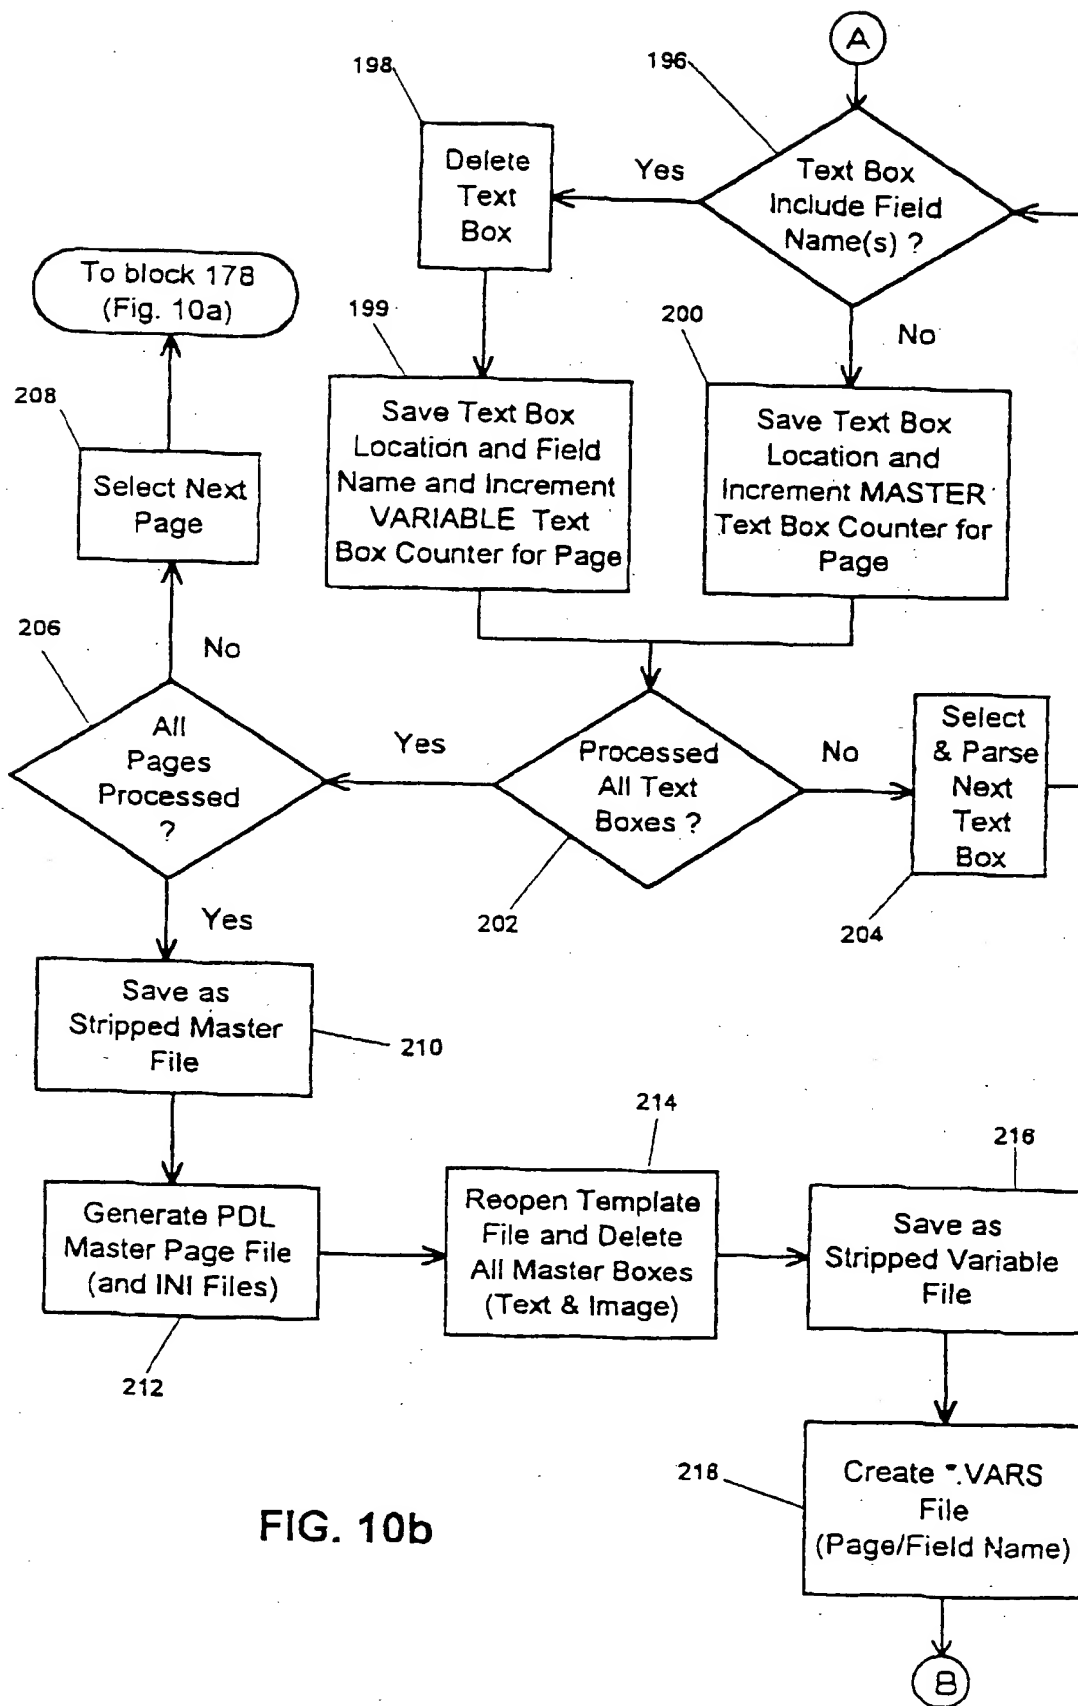 A
196
Text Box
Include Field
Name(s) ?
Yes
No
198
Delete
Text
Box
To block 178
(Fig. 10a)
199
Save Text Box
Location and Field
Name and Increment
VARIABLE Text
Box Counter for Page
200
Save Text Box
Location and
Increment MASTER
Text Box Counter for
Page
208
Select Next
Page
206
No
All
Pages
Processed
?
Yes
Yes
Processed
All Text
Boxes ?
202
No
Select
& Parse
Next
Text
Box
204
Save as
Stripped Master
File
210
Generate PDL
Master Page File
(and INI Files)
212
214
Reopen Template
File and Delete
All Master Boxes
(Text & Image)
216
Save as
Stripped Variable
File
218
Create *.VARS
File
(Page/Field Name)
B
FIG. 10b